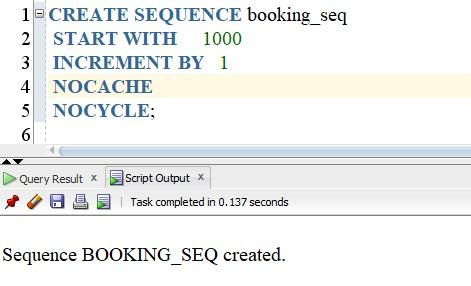 1 CREATE SEQUENCE booking_seq
2 START WITH 1000
3 INCREMENT BY 1
4 NOCACHE
5 NOCYCLE;
6
Query Result x Script Output x
Task completed in 0.137 seconds
Sequence BOOKING_SEQ created.